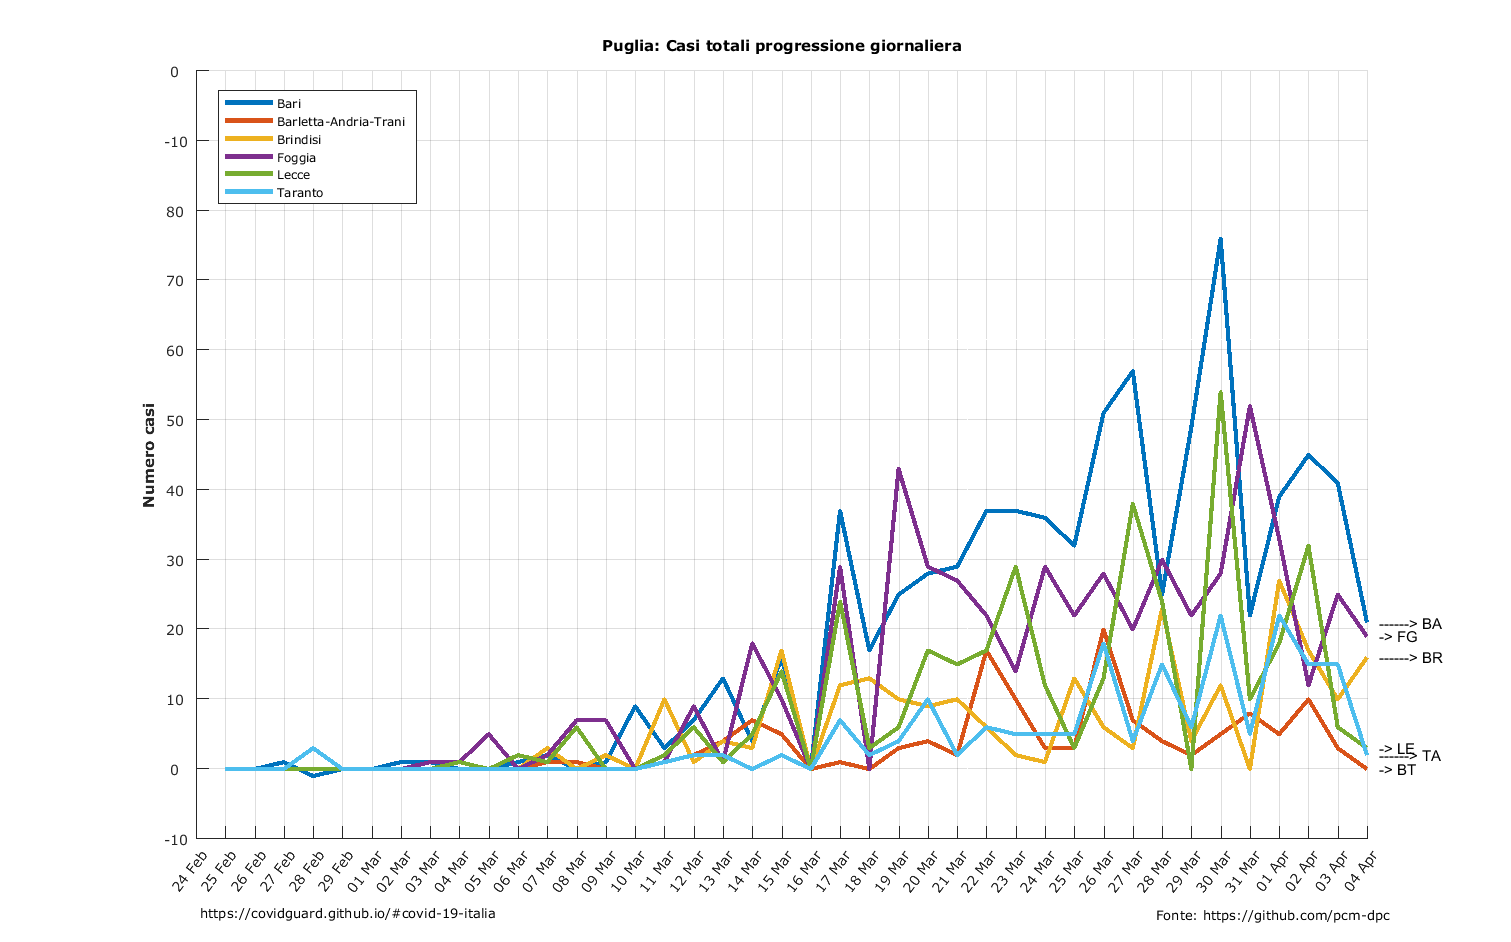 Puglia: Casi totali progressione giornaliera
0
-10
80
70
60
50
40
30
20
10
0
-10
Numero casi
Bari
Barletta-Andria-Trani
Brindisi
Foggia
Lecce
Taranto
------> BA
-> FG
------> BR
-> LE
------> TA
-> BT
24 Feb
25 Feb
26 Feb
27 Feb
28 Feb
29 Feb
01 Mar
02 Mar
03 Mar
04 Mar
05 Mar
06 Mar
07 Mar
08 Mar
09 Mar
10 Mar
11 Mar
12 Mar
13 Mar
14 Mar
15 Mar
16 Mar
17 Mar
18 Mar
19 Mar
20 Mar
21 Mar
22 Mar
23 Mar
24 Mar
25 Mar
26 Mar
27 Mar
28 Mar
29 Mar
30 Mar
31 Mar
01 Apr
02 Apr
03 Apr
04 Apr
https://covidguard.github.io/#covid-19-italia
Fonte: https://github.com/pcm-dpc